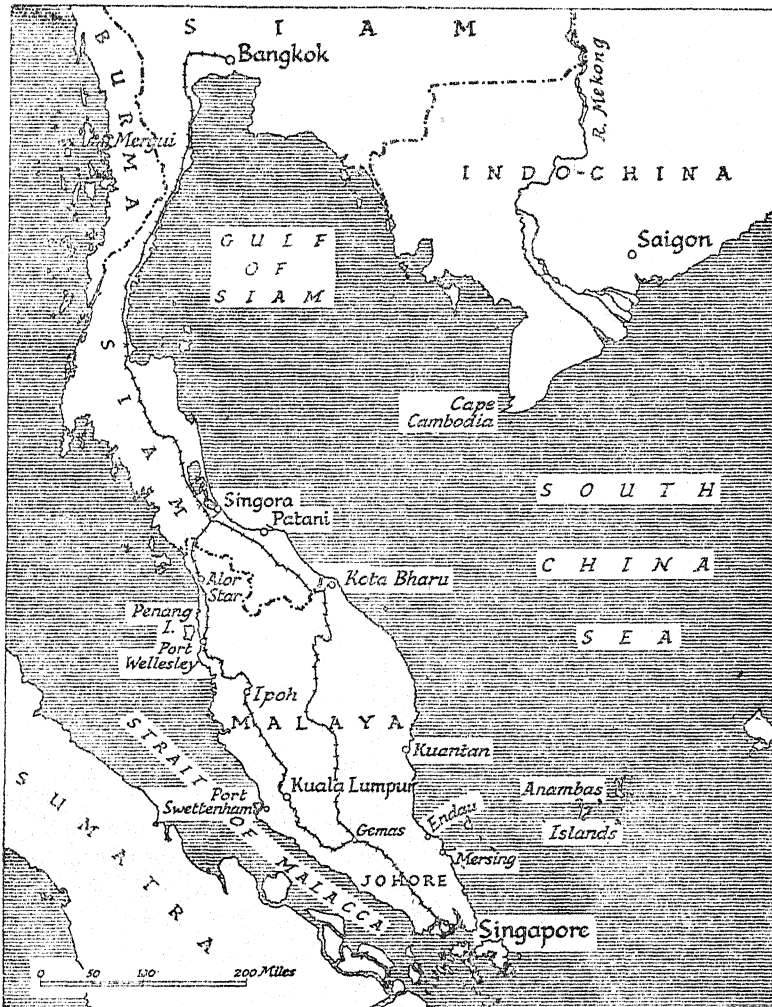 S I A M
BURMA
Bangkok
R. Mekong
Mergui
INDO-CHINA
Saigon
GULF
OF
SIAM
SIAM
Cape
Cambodia
SOUTH
CHINA
SEA
Singora
Patani
Alor
Star
Kota Bharu
Penang
I.
Port
Wellesley
Ipoh
MALAYA
Kuantan
STRAIT OF MALACCA
SUMATRA
Port
Swettenham
Kuala Lumpur
Anambas
Islands
Endau
Gemas
Mersing
JOHORE
Singapore
0 50 100 200 Miles